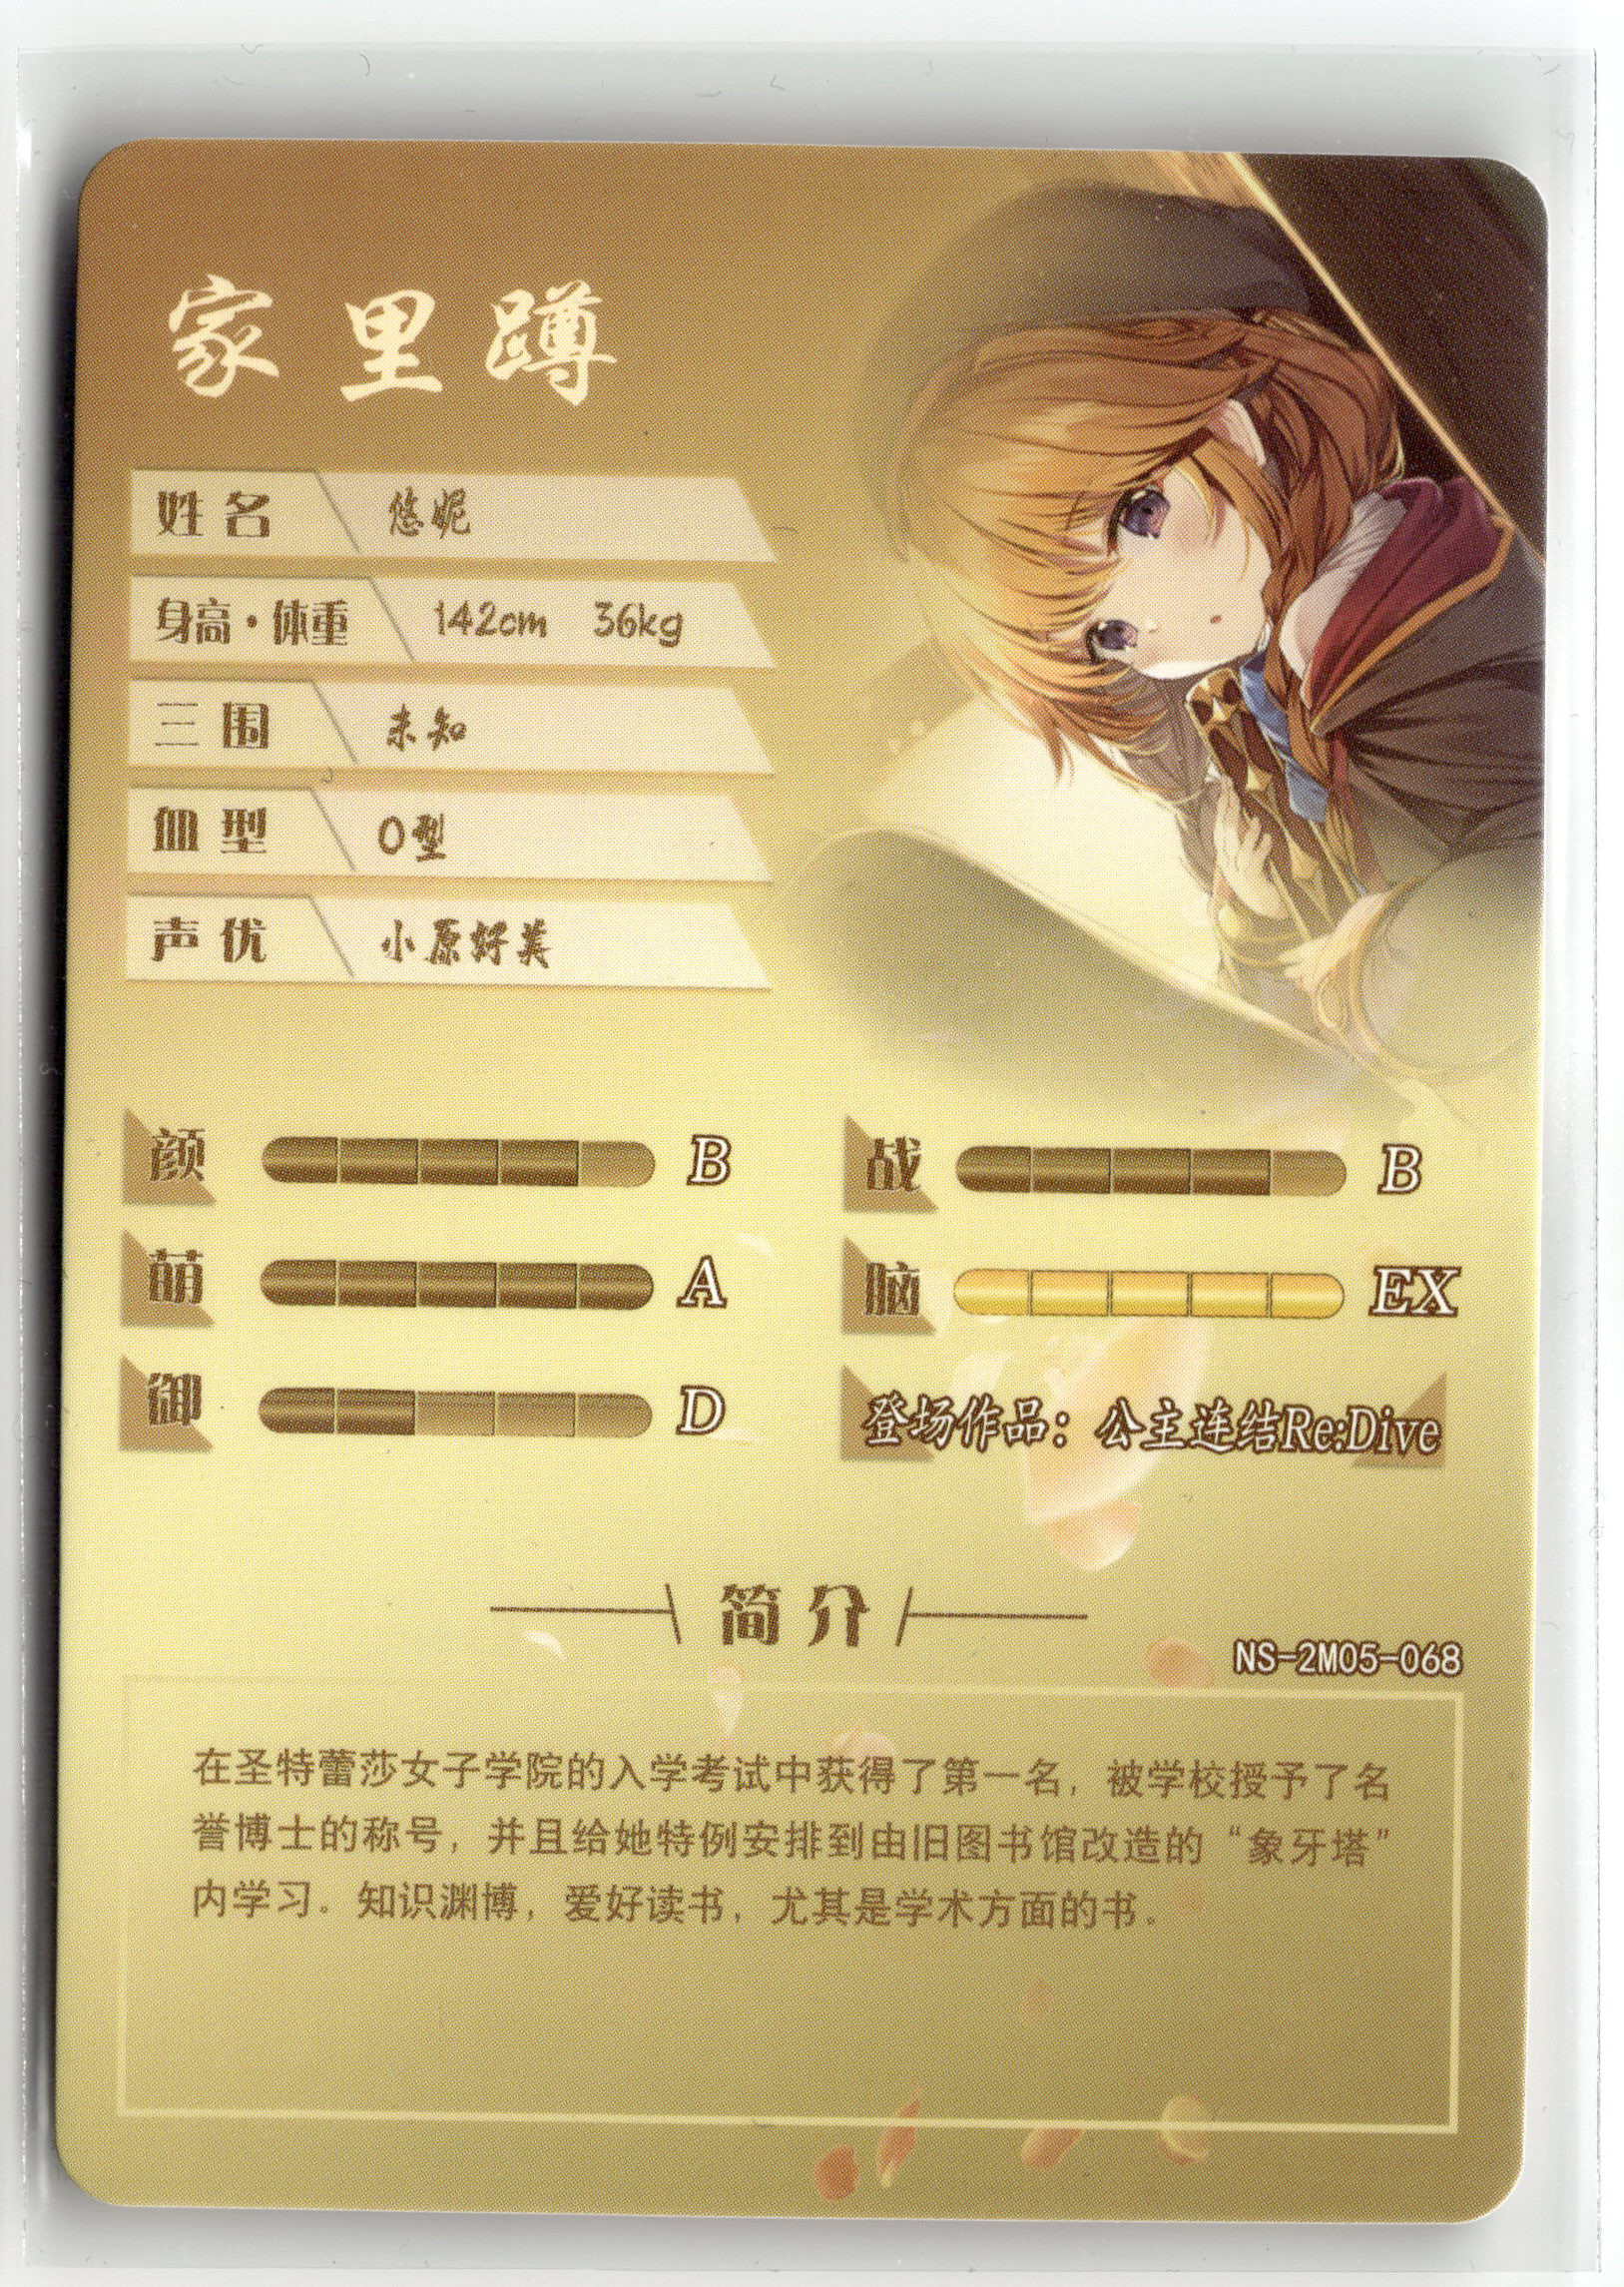 家里蹲
姓名 悠妮
身高·体重 142cm 36kg
三围 未知
血型 O型
声优 小原好美
颜 B
战 B
萌 A
脑 EX
御 D
登场作品：公主连结Re:Dive
简介
NS-2M05-068
在圣特蕾莎女子学院的入学考试中获得了第一名，被学校授予了名
誉博士的称号，并且给她特例安排到由旧图书馆改造的“象牙塔”
内学习。知识渊博，爱好读书，尤其是学术方面的书。